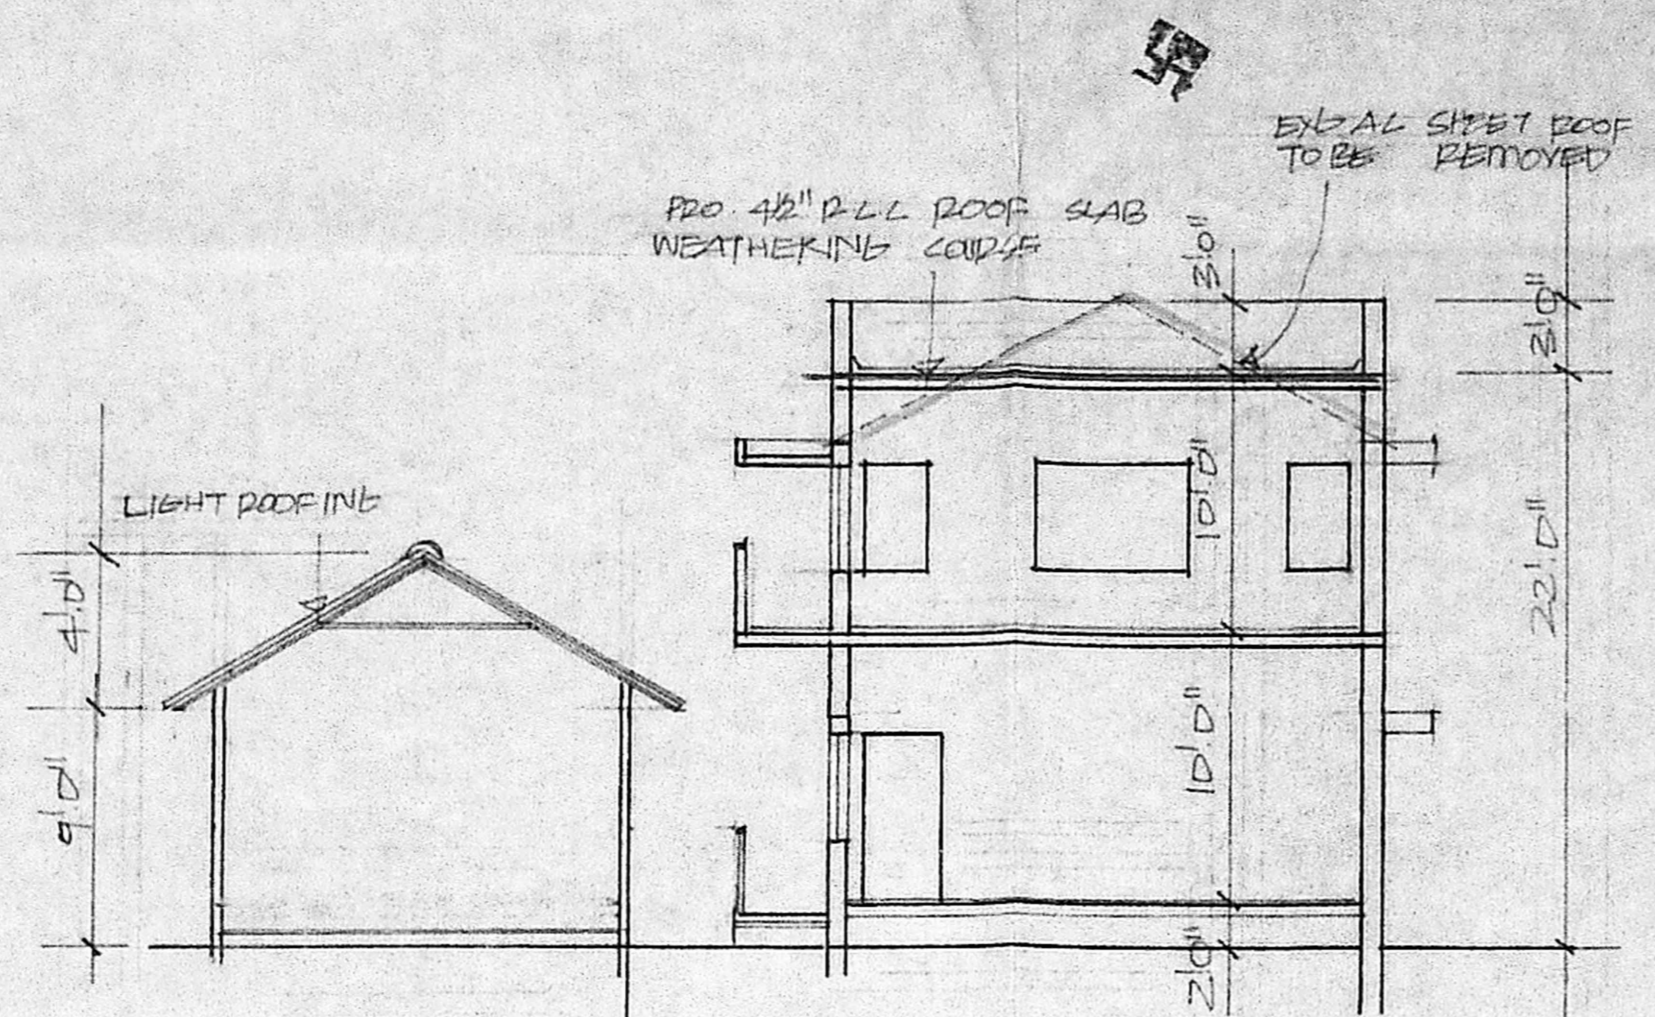 EXG AC SHEET ROOF
TO BE REMOVED
PRO. 4½" R.C.C ROOF SLAB
WEATHERING COURSE
3'0"
3'0"
LIGHT ROOFING
10'.0"
22'.0"
4'.0"
10'.0"
9'.0"
2'.0"